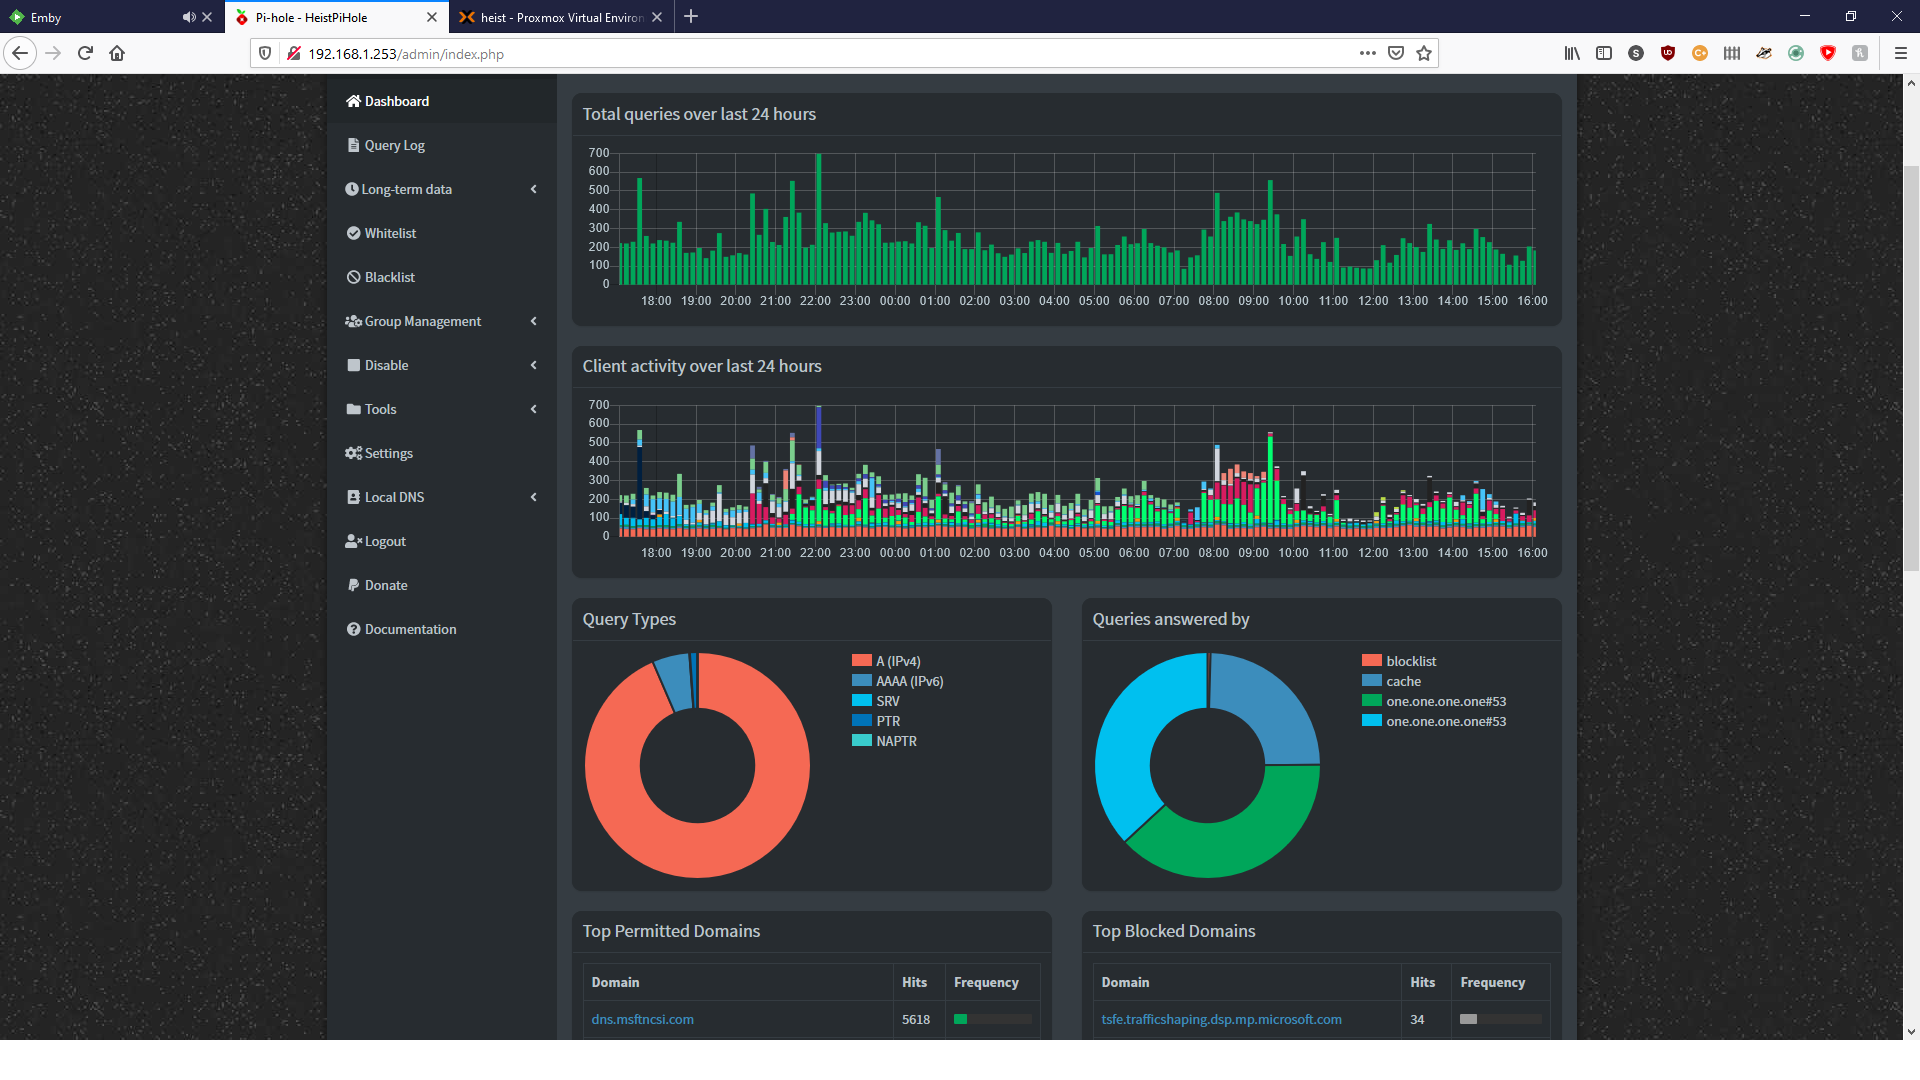 Emby
Pi-hole - HeistPiHole
heist - Proxmox Virtual Environ
192.168.1.253/admin/index.php
Dashboard
Query Log
Long-term data
Whitelist
Blacklist
Group Management
Disable
Tools
Settings
Local DNS
Logout
Donate
Documentation
Total queries over last 24 hours
700
600
500
400
300
200
100
0
18:00 19:00 20:00 21:00 22:00 23:00 00:00 01:00 02:00 03:00 04:00 05:00 06:00 07:00 08:00 09:00 10:00 11:00 12:00 13:00 14:00 15:00 16:00
Client activity over last 24 hours
700
600
500
400
300
200
100
0
18:00 19:00 20:00 21:00 22:00 23:00 00:00 01:00 02:00 03:00 04:00 05:00 06:00 07:00 08:00 09:00 10:00 11:00 12:00 13:00 14:00 15:00 16:00
Query Types
A (IPv4)
AAAA (IPv6)
SRV
PTR
NAPTR
Queries answered by
blocklist
cache
one.one.one.one#53
one.one.one.one#53
Top Permitted Domains
Domain Hits Frequency
dns.msftncsi.com 5618
Top Blocked Domains
Domain Hits Frequency
tsfe.trafficshaping.dsp.mp.microsoft.com 34